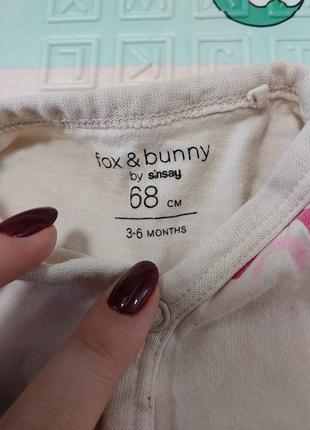 fox & bunny
by sinsay
68 CM
3-6 MONTHS